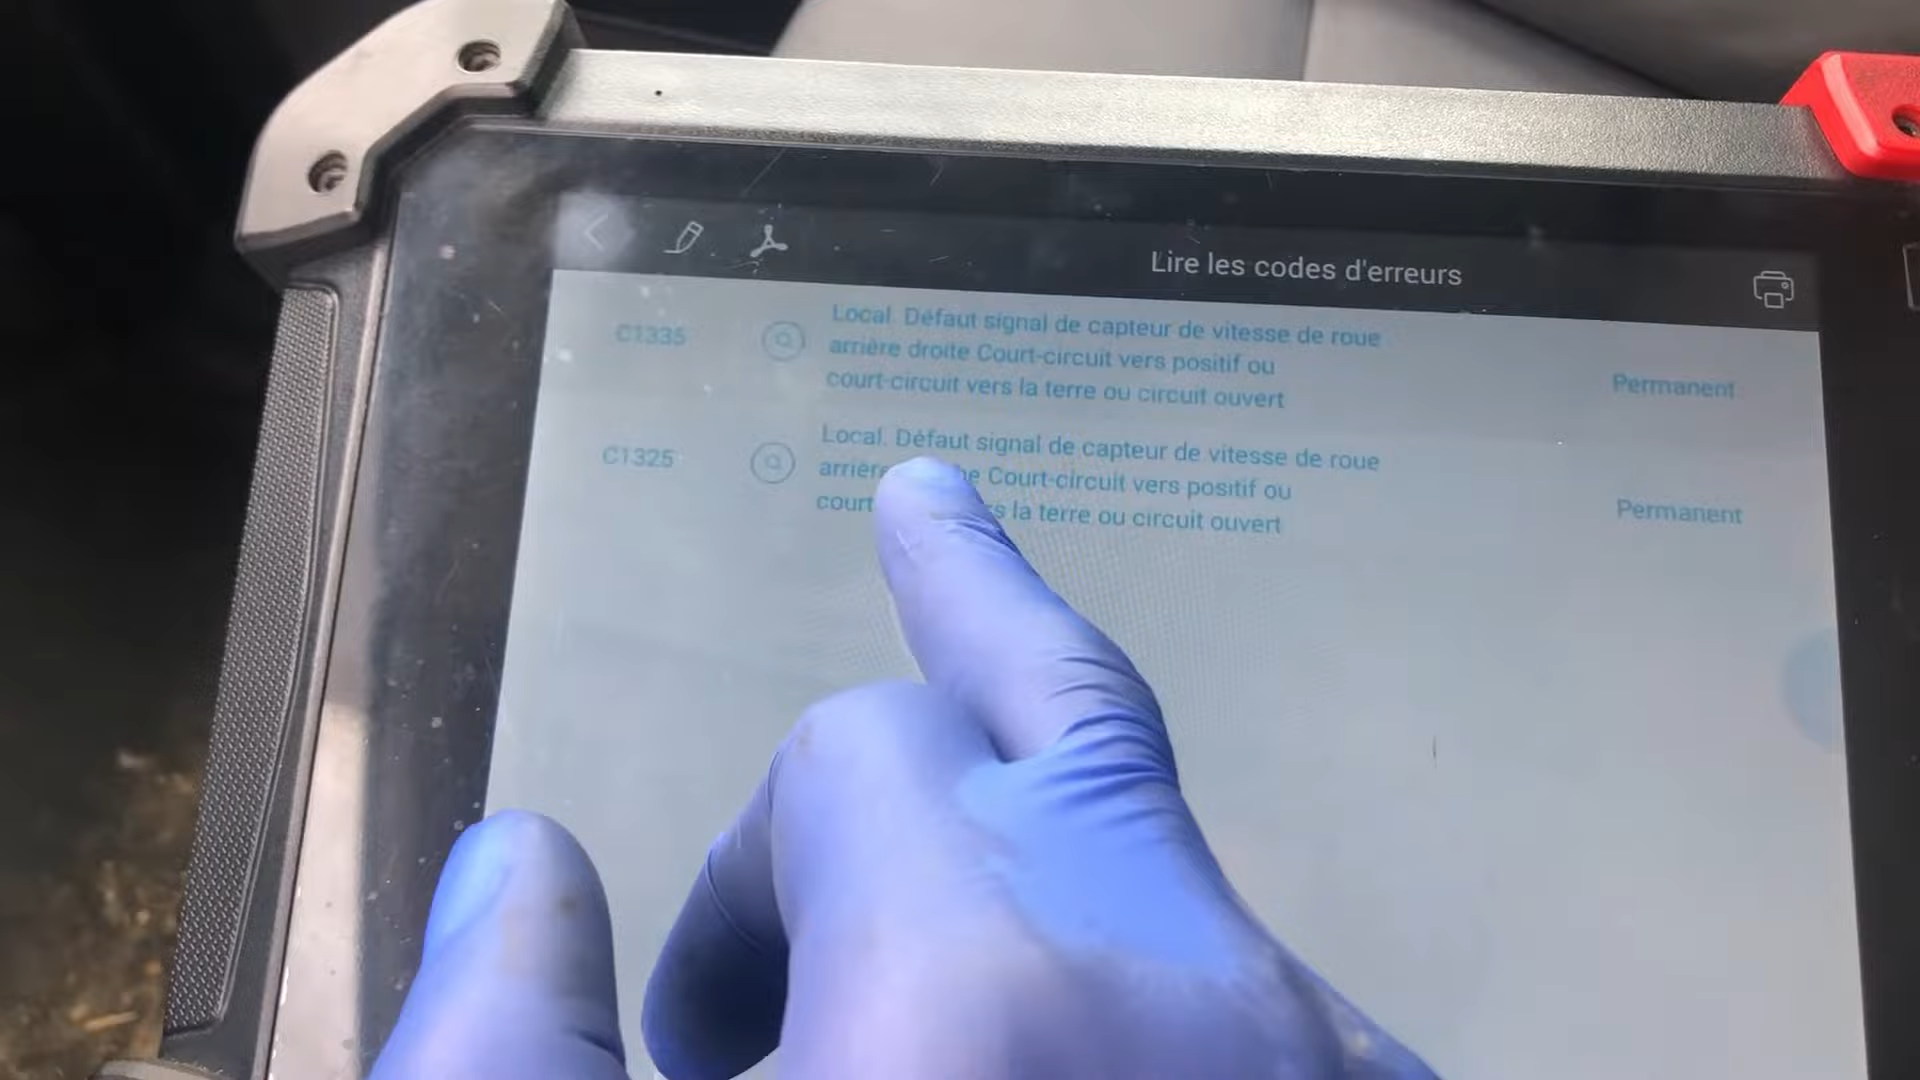 Lire les codes d'erreurs
C1335
Local. Défaut signal de capteur de vitesse de roue
arrière droite Court-circuit vers positif ou
court-circuit vers la terre ou circuit ouvert
Permanent
C1325
Local. Défaut signal de capteur de vitesse de roue
arrière Court-circuit vers positif ou
court la terre ou circuit ouvert
Permanent